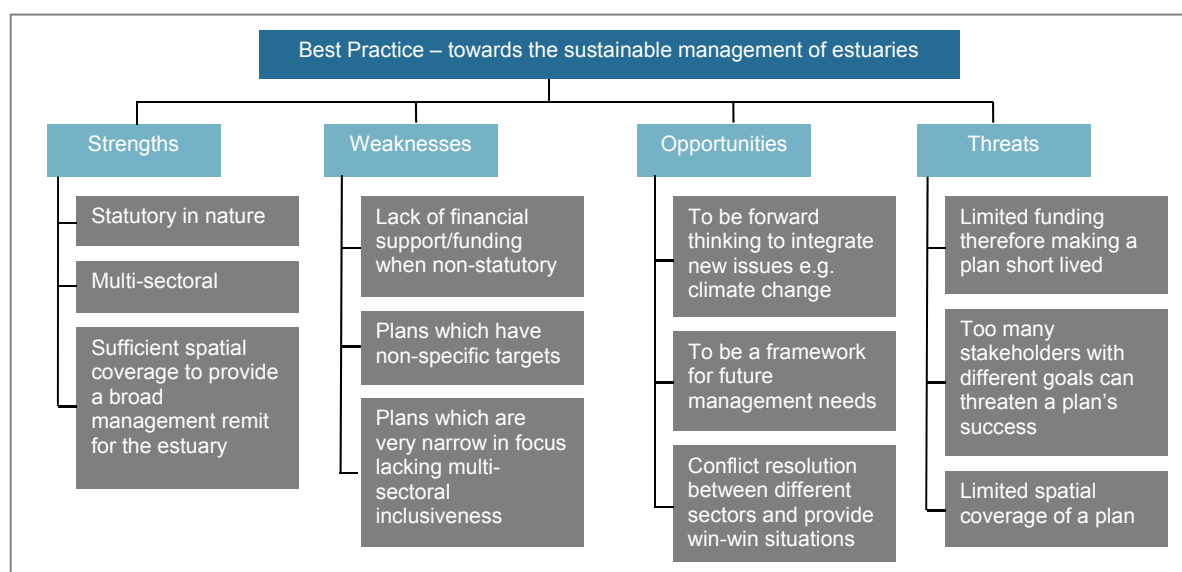 Best Practice – towards the sustainable management of estuaries
Strengths
Statutory in nature
Multi-sectoral
Sufficient spatial
coverage to provide
a broad
management remit
for the estuary
Weaknesses
Lack of financial
support/funding
when non-statutory
Plans which have
non-specific targets
Plans which are
very narrow in focus
lacking multi-
sectoral
inclusiveness
Opportunities
To be forward
thinking to integrate
new issues e.g.
climate change
To be a framework
for future
management needs
Conflict resolution
between different
sectors and provide
win-win situations
Threats
Limited funding
therefore making a
plan short lived
Too many
stakeholders with
different goals can
threaten a plan's
success
Limited spatial
coverage of a plan